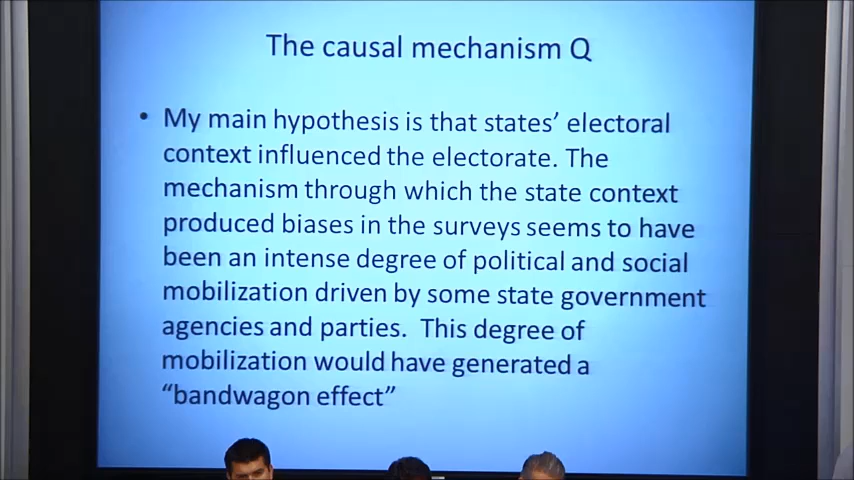 The causal mechanism Q
• My main hypothesis is that states’ electoral
context influenced the electorate. The
mechanism through which the state context
produced biases in the surveys seems to have
been an intense degree of political and social
mobilization driven by some state government
agencies and parties.  This degree of
mobilization would have generated a
“bandwagon effect”